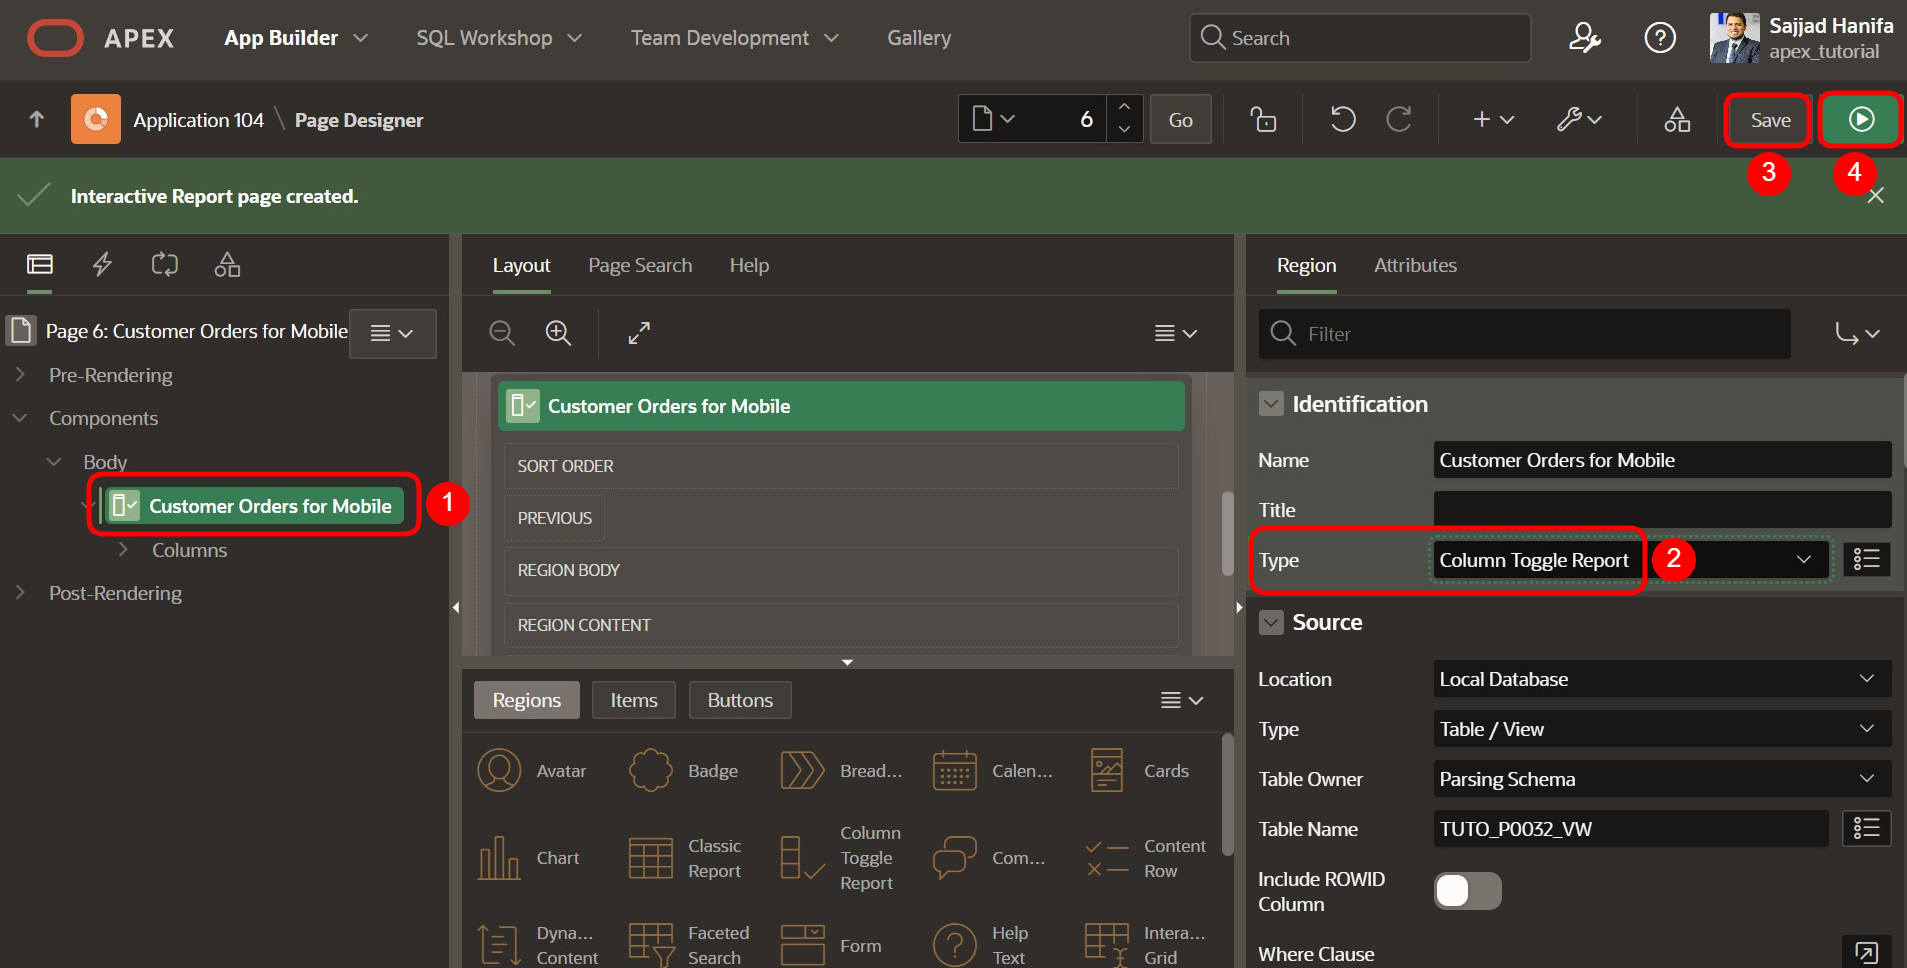 APEX
App Builder
SQL Workshop
Team Development
Gallery
Search
Sajjad Hanifa
apex_tutorial
Application 104 \ Page Designer
6
Go
Save
3
4
Interactive Report page created.
Page 6: Customer Orders for Mobile
Pre-Rendering
Components
Body
Customer Orders for Mobile
1
Columns
Post-Rendering
Layout
Page Search
Help
Customer Orders for Mobile
SORT ORDER
PREVIOUS
REGION BODY
REGION CONTENT
Regions
Items
Buttons
Avatar
Badge
Bread...
Calen...
Cards
Chart
Classic
Report
Column
Toggle
Report
Com...
Content
Row
Dyna...
Content
Faceted
Search
Form
Help
Text
Intera...
Grid
Region
Attributes
Filter
Identification
Name
Customer Orders for Mobile
Title
Type
Column Toggle Report
2
Source
Location
Local Database
Type
Table / View
Table Owner
Parsing Schema
Table Name
TUTO_P0032_VW
Include ROWID
Column
Where Clause